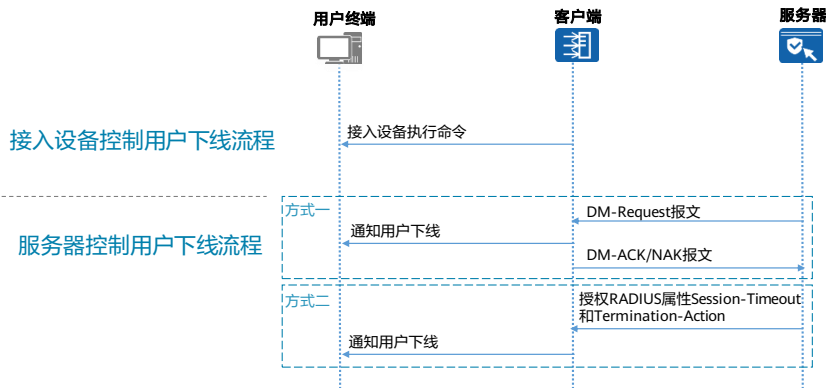 用户终端
客户端
服务器
接入设备控制用户下线流程
接入设备执行命令
服务器控制用户下线流程
方式一
DM-Request报文
通知用户下线
DM-ACK/NAK报文
方式二
授权RADIUS属性Session-Timeout
和Termination-Action
通知用户下线